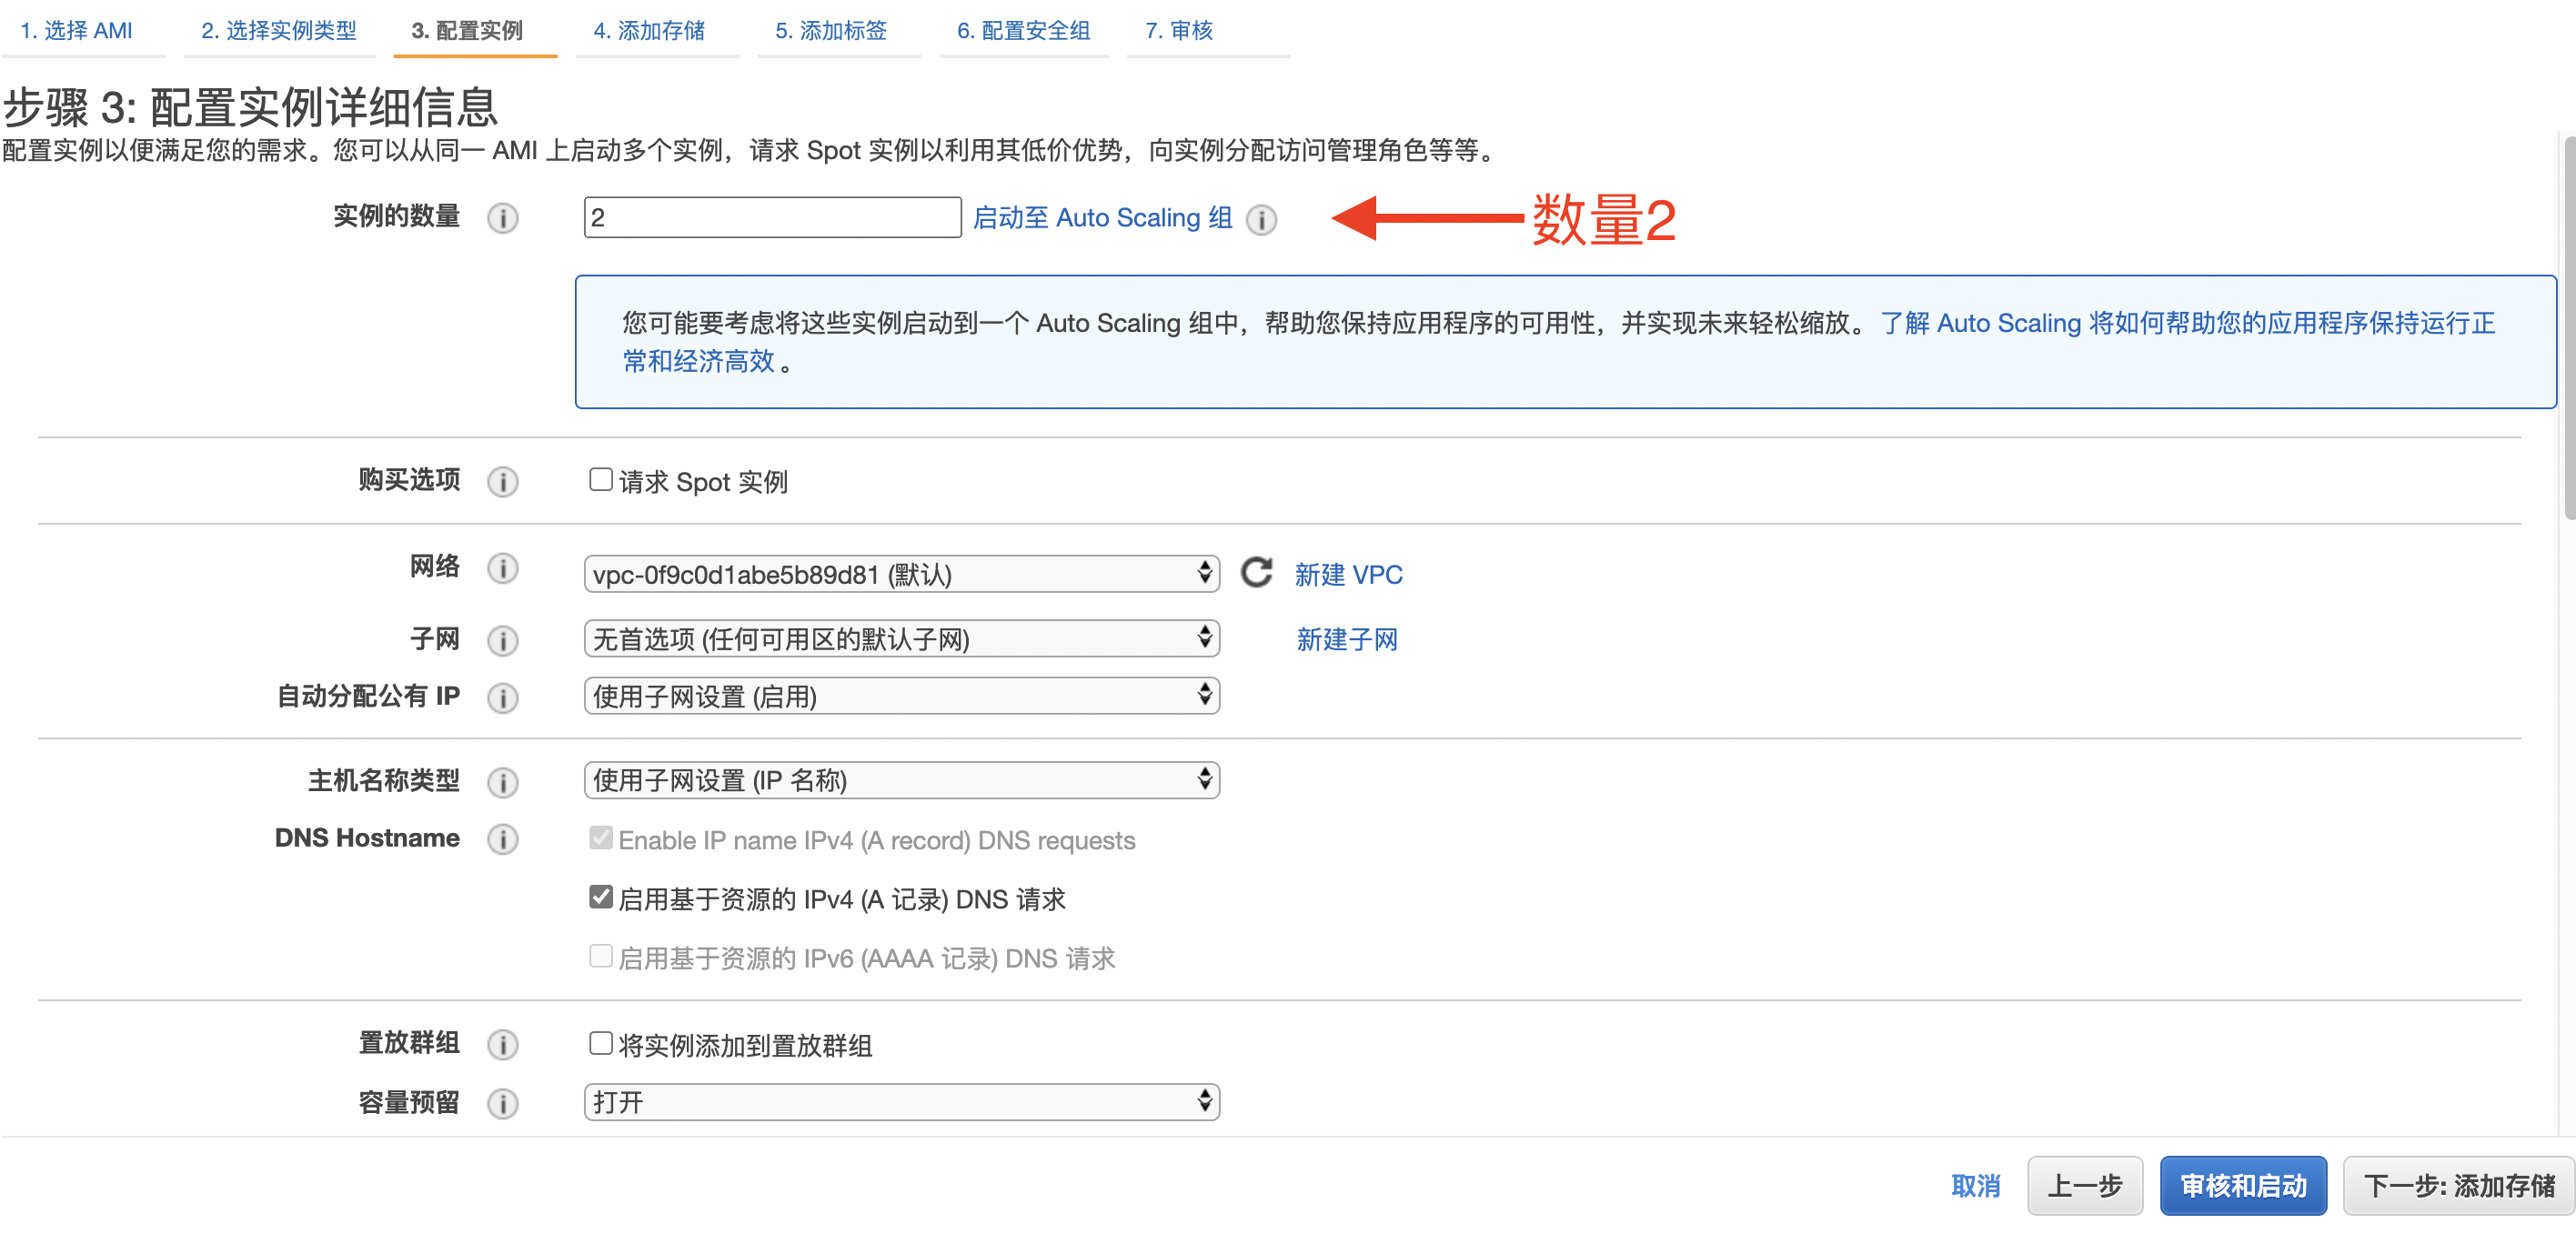 1. 选择 AMI 2. 选择实例类型 3. 配置实例 4. 添加存储 5. 添加标签 6. 配置安全组 7. 审核
步骤 3: 配置实例详细信息
配置实例以便满足您的需求。您可以从同一 AMI 上启动多个实例，请求 Spot 实例以利用其低价优势，向实例分配访问管理角色等等。
实例的数量 2 启动至 Auto Scaling 组 数量2
您可能要考虑将这些实例启动到一个 Auto Scaling 组中，帮助您保持应用程序的可用性，并实现未来轻松缩放。 了解 Auto Scaling 将如何帮助您的应用程序保持运行正
常和经济高效 。
购买选项 请求 Spot 实例
网络 vpc-0f9c0d1abe5b89d81 (默认) 新建 VPC
子网 无首选项 (任何可用区的默认子网) 新建子网
自动分配公有 IP 使用子网设置 (启用)
主机名称类型 使用子网设置 (IP 名称)
DNS Hostname Enable IP name IPv4 (A record) DNS requests
启用基于资源的 IPv4 (A 记录) DNS 请求
启用基于资源的 IPv6 (AAAA 记录) DNS 请求
置放群组 将实例添加到置放群组
容量预留 打开
取消 上一步 审核和启动 下一步: 添加存储